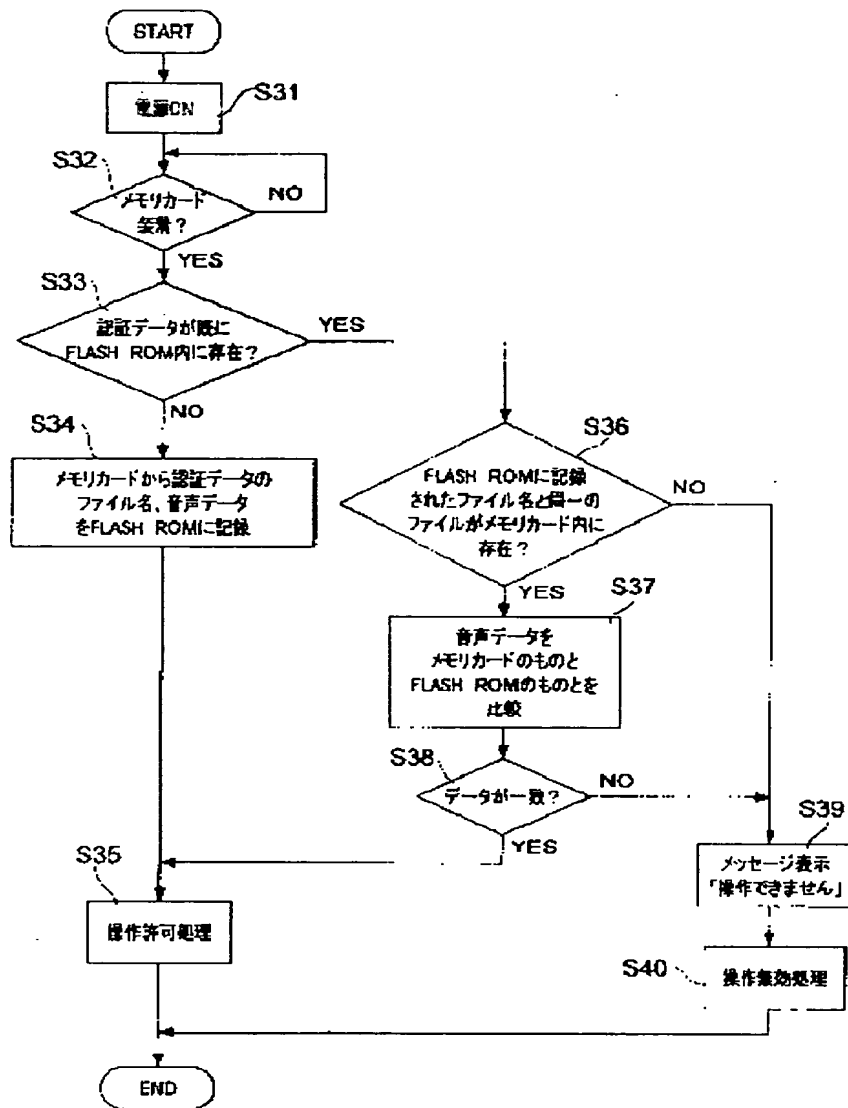 START
S31
電源ON
S32
メモリカード
装着?
NO
YES
S33
認証データが既に
FLASH ROM内に存在?
YES
NO
S34
メモリカードから認証データの
ファイル名、音声データ
をFLASH ROMに記録
S36
FLASH ROMに記録
されたファイル名と同一の
ファイルがメモリカード内に
存在?
NO
YES
S37
音声データを
メモリカードのものと
FLASH ROMのものとを
比較
S38
データが一致?
NO
YES
S39
メッセージ表示
「操作できません」
S35
操作許可処理
S40
操作無効処理
END